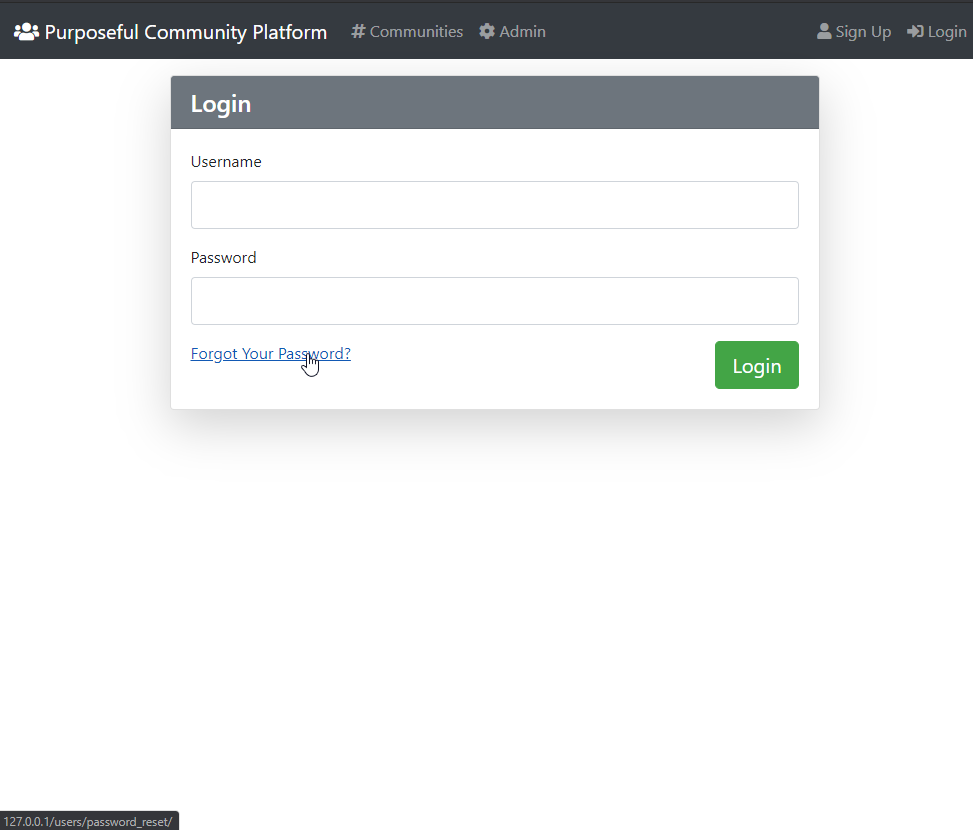 Purposeful Community Platform # Communities Admin Sign Up Login
Login
Username
Password
Forgot Your Password?
Login
127.0.0.1/users/password_reset/